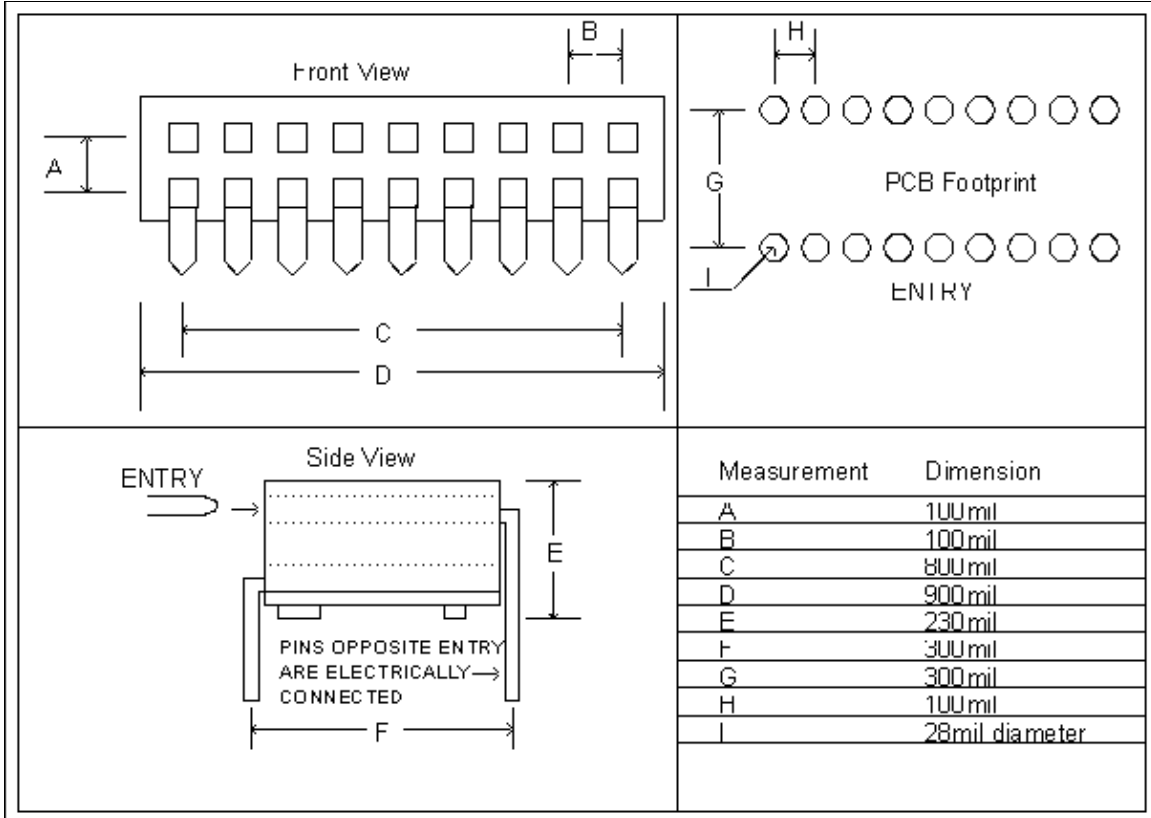 Front View
B
A
C
D
H
G
PCB Footprint
I
ENTRY
Side View
ENTRY
E
PINS OPPOSITE ENTRY
ARE ELECTRICALLY
CONNECTED
F
Measurement Dimension
A 100mil
B 100mil
C 800mil
D 900mil
E 230mil
F 300mil
G 300mil
H 100mil
I 28mil diameter